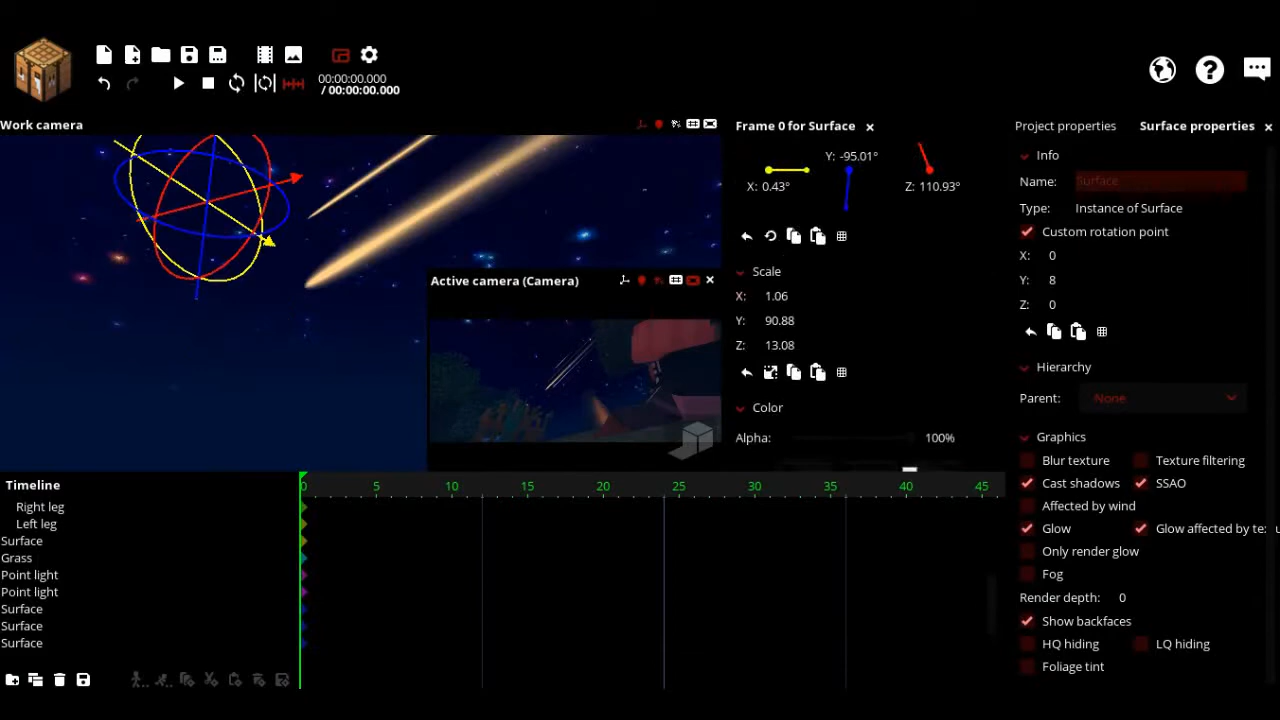 00:00:00.000
/ 00:00:00.000
Work camera
Active camera (Camera)
Frame 0 for Surface
Y: -95.01°
X: 0.43°
Z: 110.93°
Scale
X: 1.06
Y: 90.88
Z: 13.08
Color
Alpha: 100%
Project properties
Surface properties
Info
Name: Surface
Type: Instance of Surface
Custom rotation point
X: 0
Y: 8
Z: 0
Hierarchy
Parent: None
Graphics
Blur texture Texture filtering
Cast shadows SSAO
Affected by wind
Glow Glow affected by
Only render glow
Fog
Render depth: 0
Show backfaces
HQ hiding LQ hiding
Foliage tint
Timeline
0 5 10 15 20 25 30 35 40 45
Right leg
Left leg
Surface
Grass
Point light
Point light
Surface
Surface
Surface